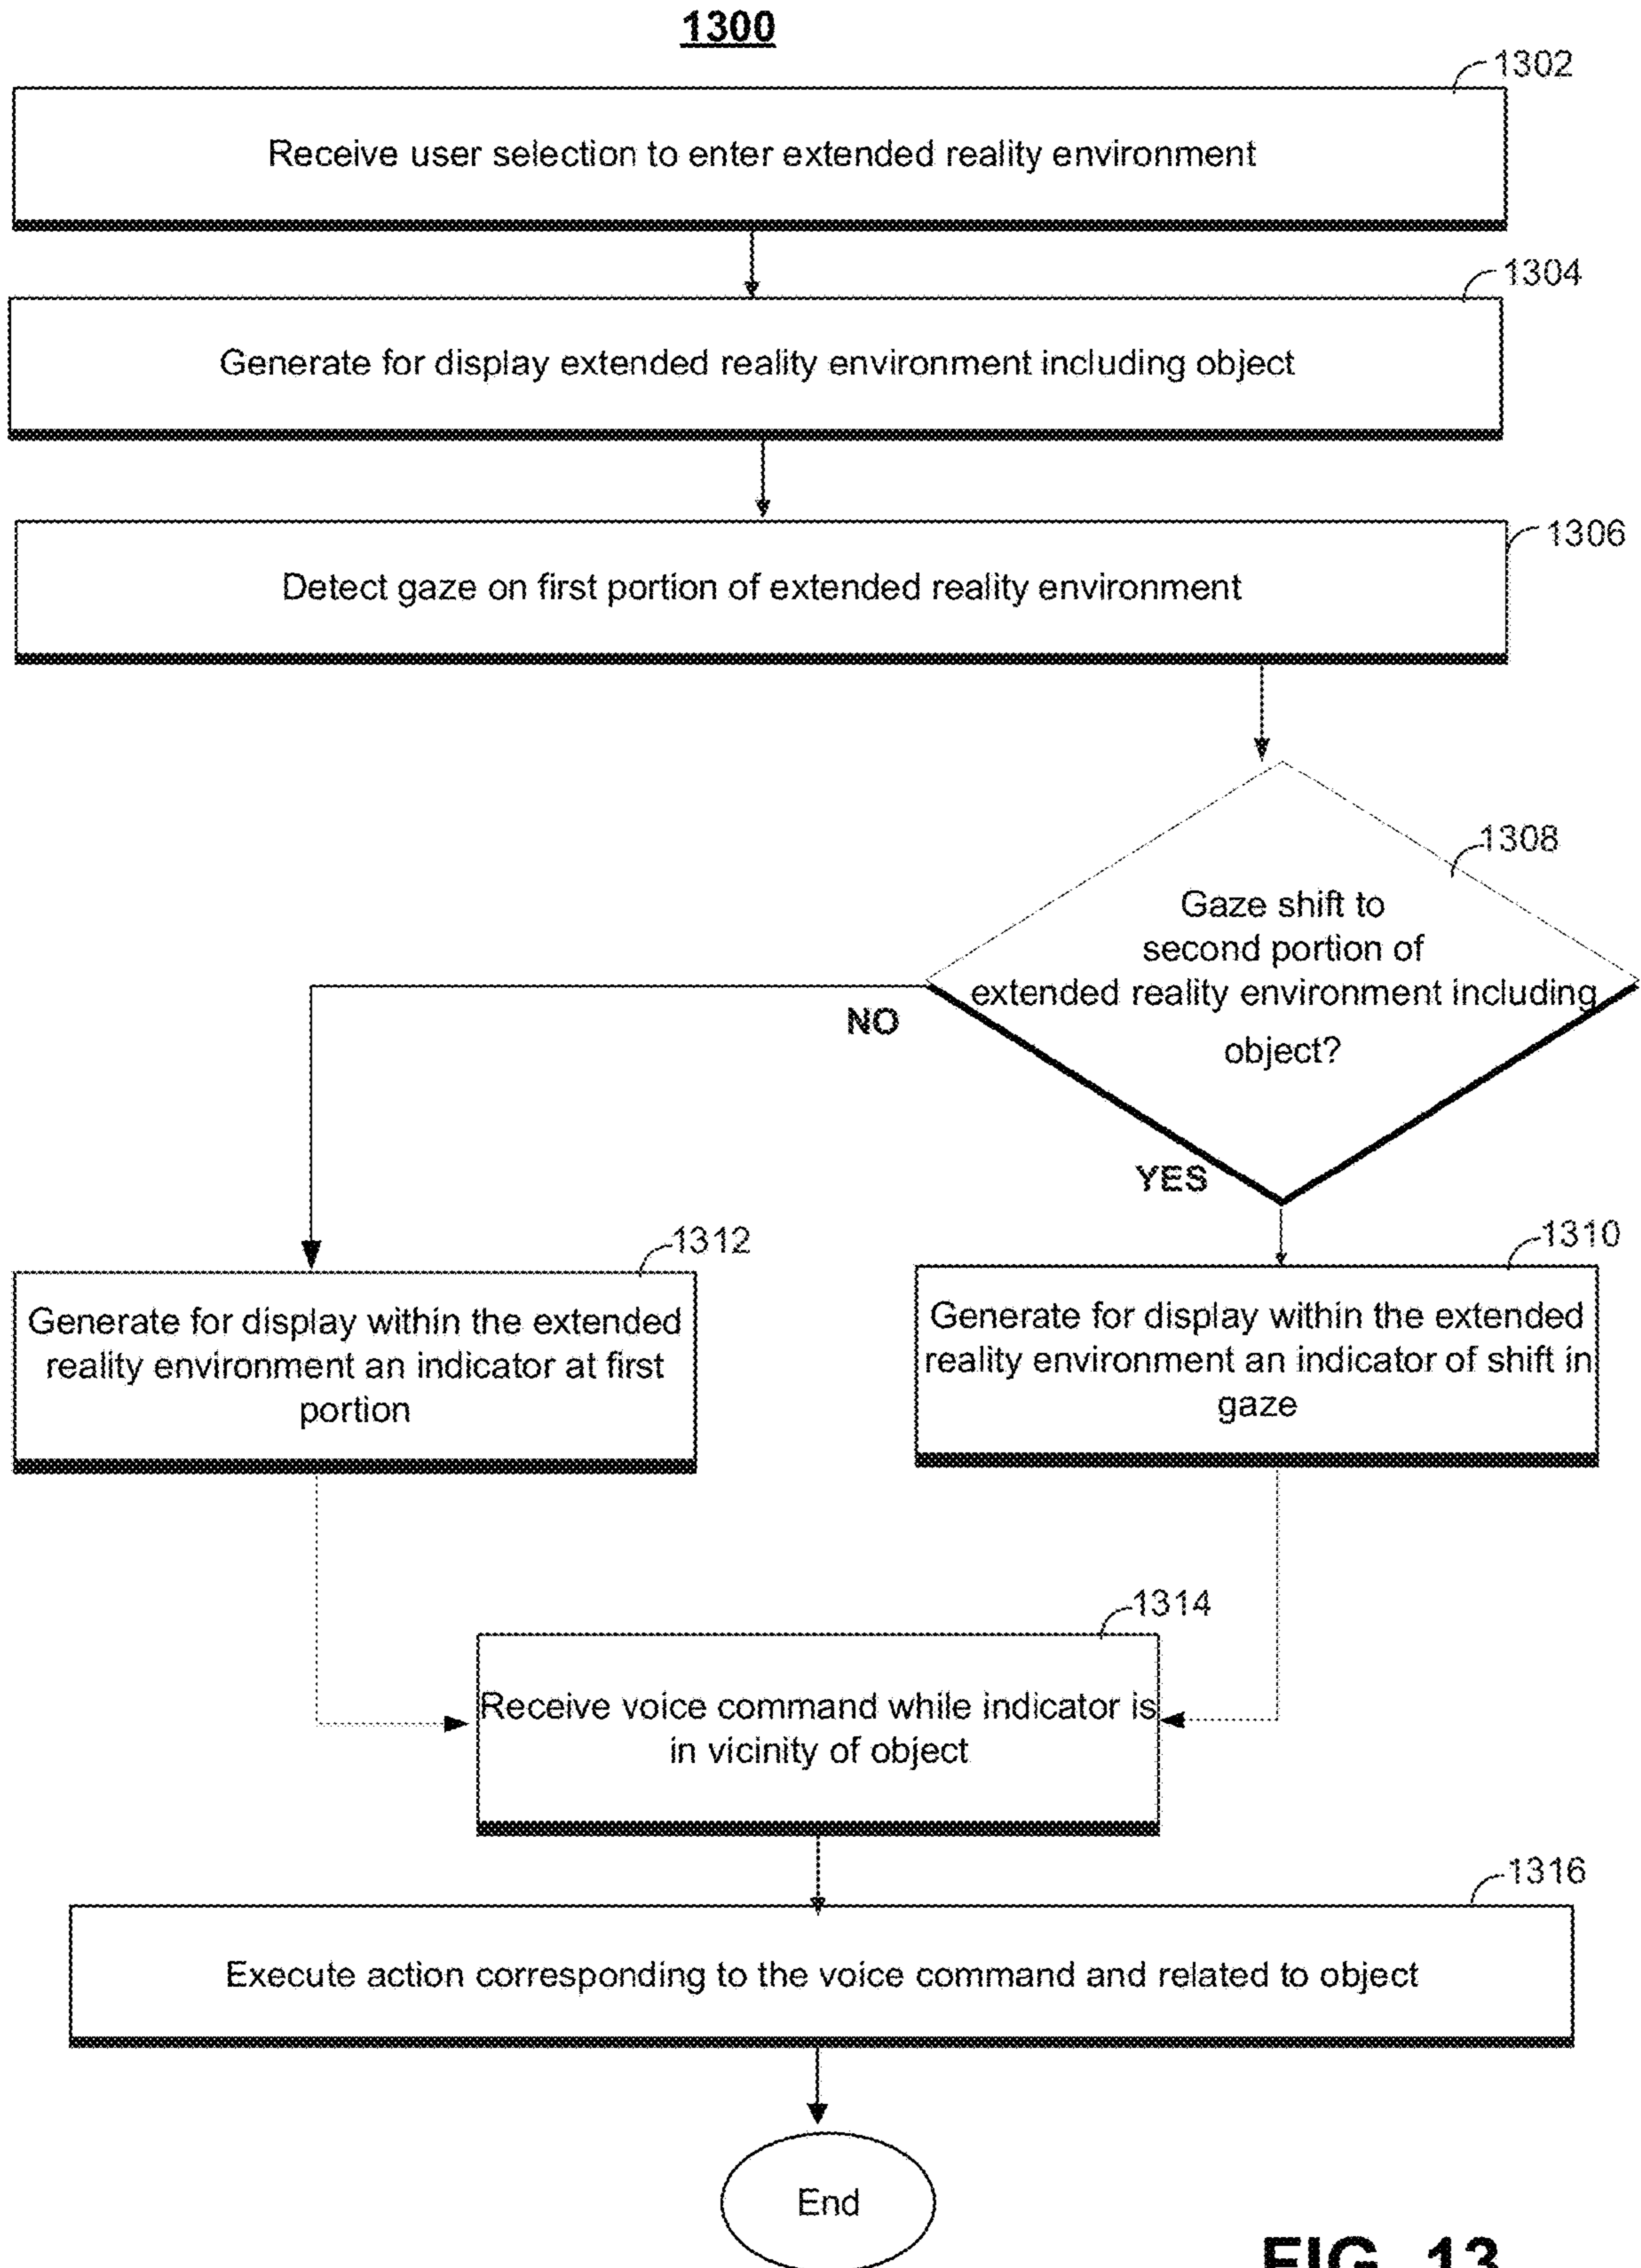 1300
1302
Receive user selection to enter extended reality environment
1304
Generate for display extended reality environment including object
1306
Detect gaze on first portion of extended reality environment
1308
Gaze shift to
second portion of
extended reality environment including
object?
NO
YES
1312
Generate for display within the extended
reality environment an indicator at first
portion
1310
Generate for display within the extended
reality environment an indicator of shift in
gaze
1314
Receive voice command while indicator is
in vicinity of object
1316
Execute action corresponding to the voice command and related to object
End
FIG. 13